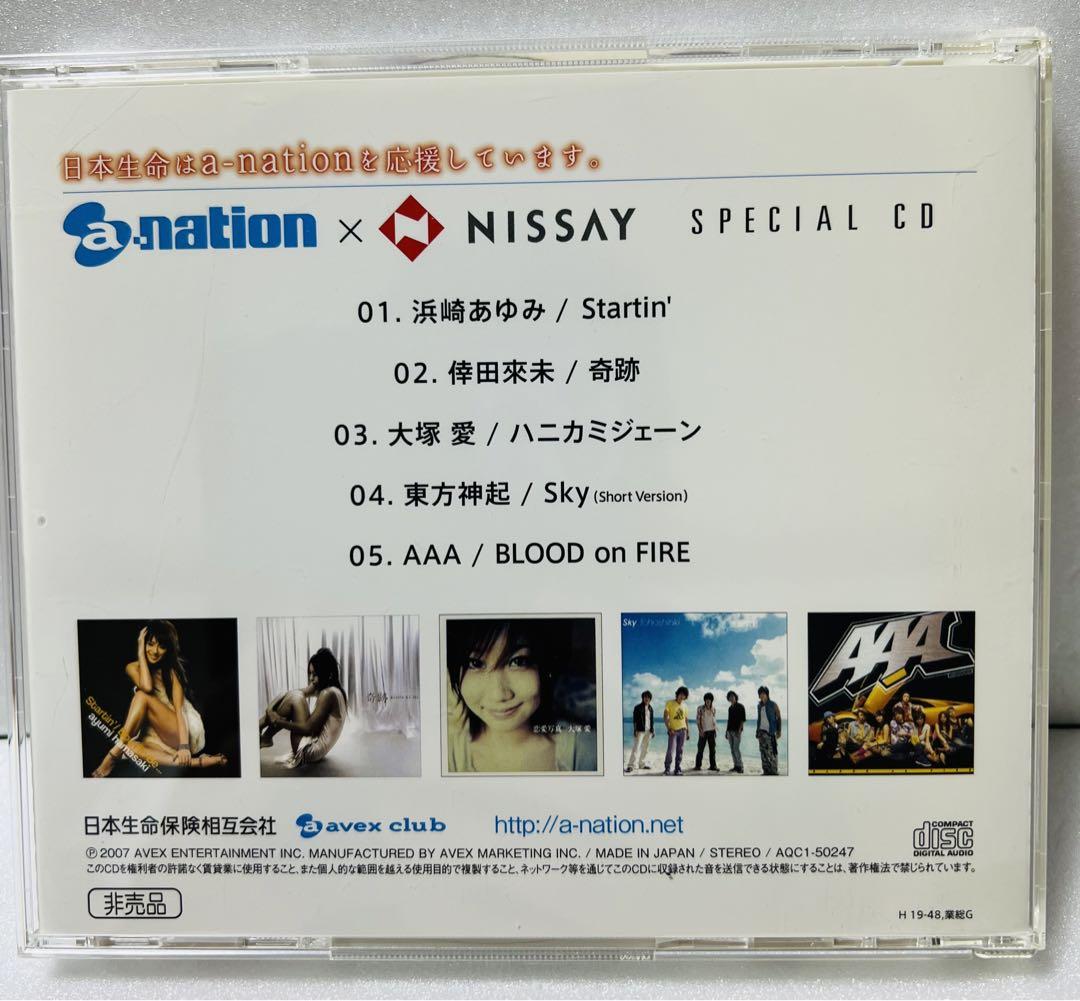 日本生命はa-nationを応援しています。
a-nation × NISSAY SPECIAL CD
01. 浜崎あゆみ / Startin'
02. 倖田來未 / 奇跡
03. 大塚 愛 / ハニカミジェーン
04. 東方神起 / Sky (Short Version)
05. AAA / BLOOD on FIRE
Startin'
ayumi hamasaki
奇跡
恋愛写真 大塚 愛
Sky Tohoshinki
AAA
BLOOD on FIRE
日本生命保険相互会社 a avex club http://a-nation.net
COMPACT disc DIGITAL AUDIO
℗ 2007 AVEX ENTERTAINMENT INC. MANUFACTURED BY AVEX MARKETING INC. / MADE IN JAPAN / STEREO / AQC1-50247
このCDを権利者の許諾なく賃貸業に使用すること、また個人的な範囲を越える使用目的で複製すること、ネットワーク等を通じてこのCDに収録された音を送信できる状態にすることは、著作権法で禁じられています。
非売品
H 19-48,業総G